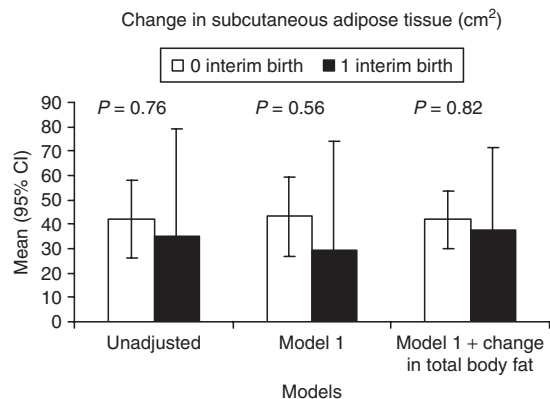 Change in subcutaneous adipose tissue (cm²)
0 interim birth 1 interim birth
P = 0.76 P = 0.56 P = 0.82
Mean (95% CI)
90
80
70
60
50
40
30
20
10
0
Unadjusted Model 1 Model 1 + change
in total body fat
Models